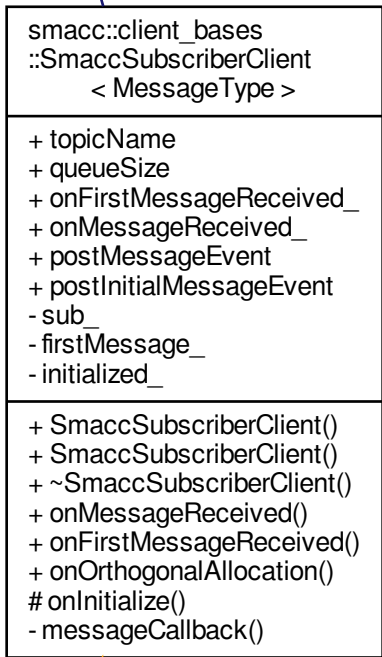 smacc::client_bases
::SmaccSubscriberClient
< MessageType >
+ topicName
+ queueSize
+ onFirstMessageReceived_
+ onMessageReceived_
+ postMessageEvent
+ postInitialMessageEvent
- sub_
- firstMessage_
- initialized_
+ SmaccSubscriberClient()
+ SmaccSubscriberClient()
+ ~SmaccSubscriberClient()
+ onMessageReceived()
+ onFirstMessageReceived()
+ onOrthogonalAllocation()
# onInitialize()
- messageCallback()